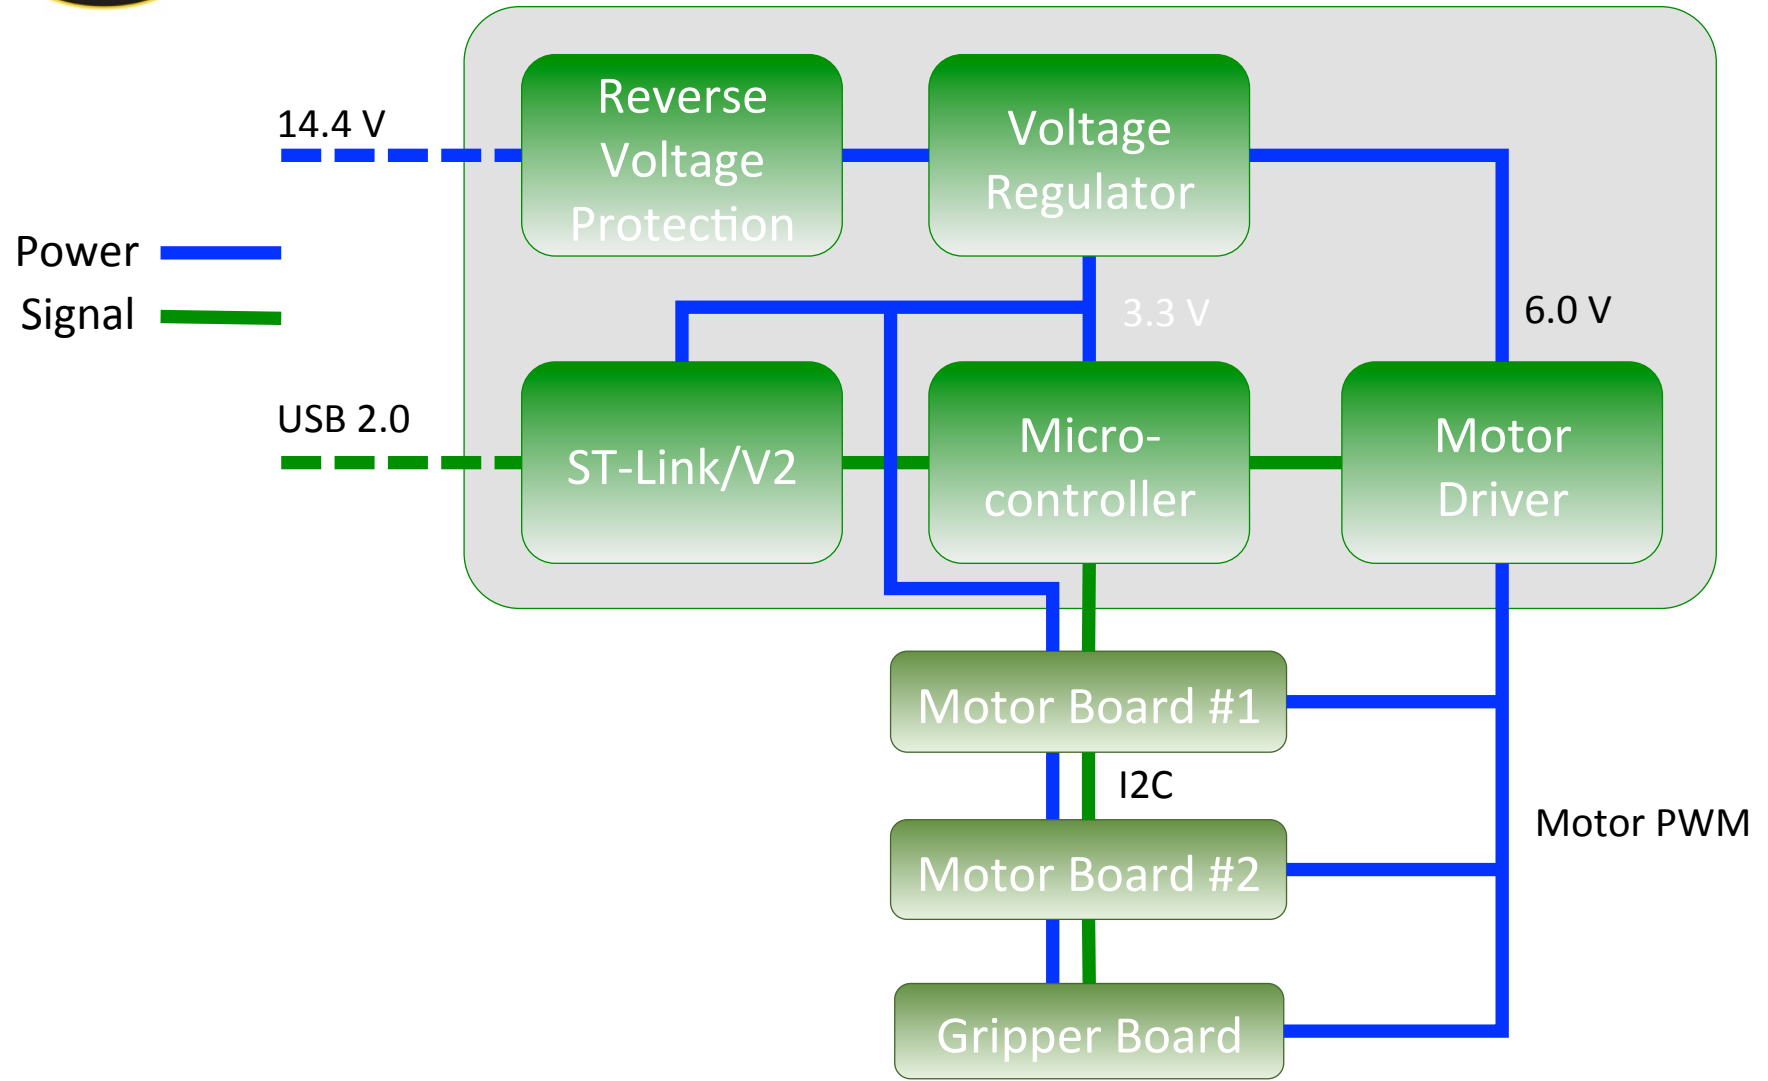 14.4 V
Reverse
Voltage
Protection
Voltage
Regulator
Power
Signal
3.3 V
6.0 V
USB 2.0
ST-Link/V2
Micro-
controller
Motor
Driver
Motor Board #1
I2C
Motor PWM
Motor Board #2
Gripper Board